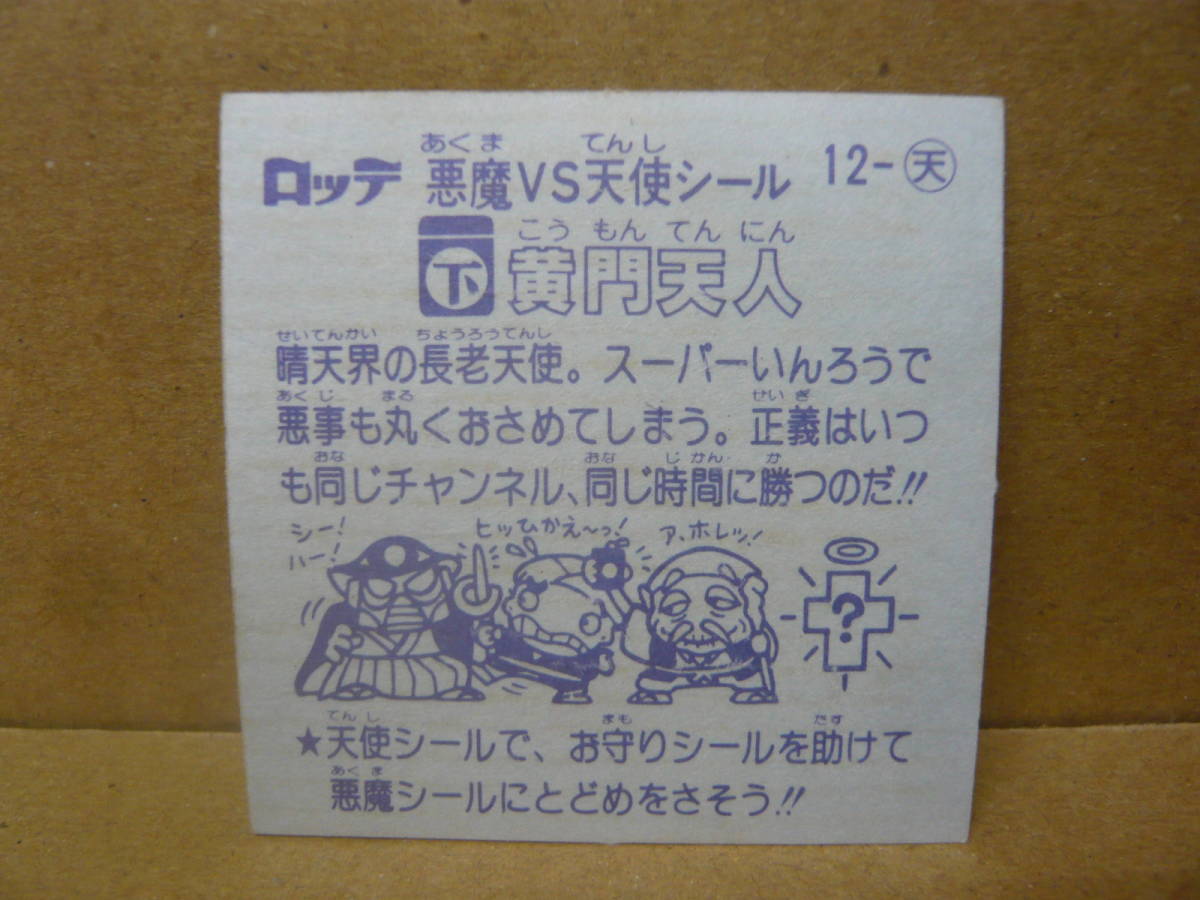 あくま てんし
ロッテ 悪魔VS天使シール 12-天
こう もん てん にん
下 黄門天人
せいてんかい ちょうろうてんし
晴天界の長老天使。スーパーいんろうで
あくじ まる せいぎ
悪事も丸くおさめてしまう。正義はいつ
おな おな じかん か
も同じチャンネル、同じ時間に勝つのだ!!
シー! ヒッひかえ〜っ! ア、ホレッ!
ハー!
?
てんし まも たす
★天使シールで、お守りシールを助けて
あくま
悪魔シールにとどめをさそう!!